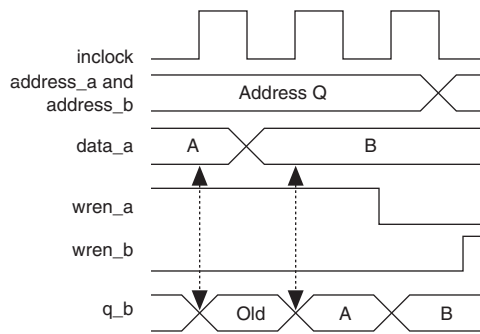 inclock
address_a and
address_b
Address Q
data_a
A
B
wren_a
wren_b
q_b
Old
A
B